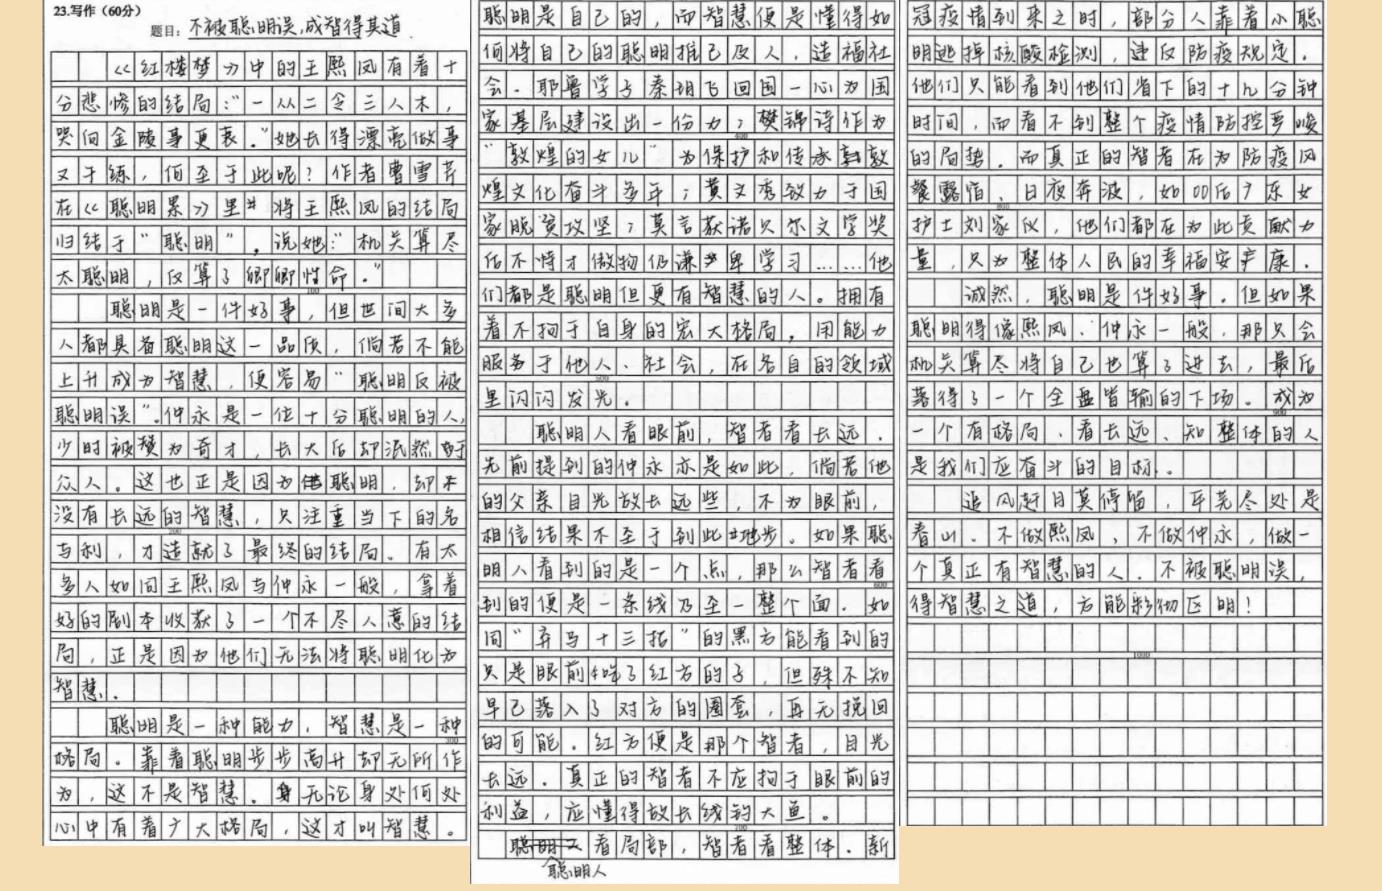 23.写作（60分）
题目：不被聪明误,成智得其道.
《红楼梦》中的王熙凤有着十
分悲惨的结局：“一从二令三人木，
哭向金陵事更哀。”她长得漂亮做事
又干练，何至于此呢？作者曹雪芹
在《聪明累》里将王熙凤的结局
归结于“聪明”，说她：“机关算尽
太聪明，反算了卿卿性命。”
100
聪明是一件好事，但世间大多
人都具备聪明这一品质，倘若不能
上升成为智慧，便容易“聪明反被
聪明误”。仲永是一位十分聪明的人，
少时被赞为奇才，长大后却泯然于
众人。这也正是因为聪明，却
没有长远的智慧，只注重当下的名
200
与利，才造就了最终的结局。有太
多人如同王熙凤与仲永一般，拿着
好的剧本收获了一个不尽人意的结
局，正是因为他们无法将聪明化为
智慧.
聪明是一种能力，智慧是一种
300
格局。靠着聪明步步高升却无所作
为，这不是智慧。无论身处何处
心中有着广大格局，这才叫智慧。
聪明是自己的，而智慧便是懂得如
何将自己的聪明推己及人，造福社
会.耶鲁学子秦玥飞回国一心为国
家基层建设出一份力；樊锦诗作为
400
“敦煌的女儿”为保护和传承敦
煌文化奋斗多年；黄文秀致力于国
家脱贫攻坚；莫言获诺贝尔文学奖
后不恃才傲物仍谦卑学习……他
们都是聪明但更有智慧的人。拥有
着不拘于自身的宏大格局，用能力
服务于他人、社会，在各自的领域
500
里闪闪发光.
聪明人看眼前，智者看长远.
先前提到的仲永亦是如此，倘若他
的父亲目光放长远些，不为眼前，
相信结果不至于到此地步。如果聪
明人看到的是一个点，那么智者看
600
到的便是一条线乃至一整个面.如
同“弃马十三招”的黑方能看到的
只是眼前吃了红方的子，但殊不知
早已落入了对方的圈套，再无挽回
的可能.红方便是那个智者，目光
长远.真正的智者不应拘于眼前的
利益，应懂得放长线钓大鱼。
700
聪明人看局部，智者看整体.新
冠疫情到来之时，部分人靠着小聪
明逃掉核酸检测，违反防疫规定.
他们只能看到他们省下的十几分钟
时间，而看不到整个疫情防控严峻
的局势.而真正的智者在为防疫风
餐露宿、日夜奔波，如00后广东女
800
护士刘家仪，他们都在为此贡献力
量，只为整体人民的幸福安康.
诚然，聪明是件好事.但如果
聪明得像熙凤、仲永一般，那只会
机关算尽将自己也算了进去，最后
落得了一个全盘皆输的下场。成为
900
一个有格局、看长远、知整体的人
是我们应奋斗的目标.
追风赶月莫停留，平芜尽处是
春山.不做熙凤，不做仲永，做一
个真正有智慧的人.不被聪明误，
得智慧之道，方能彰彻区明！
1000